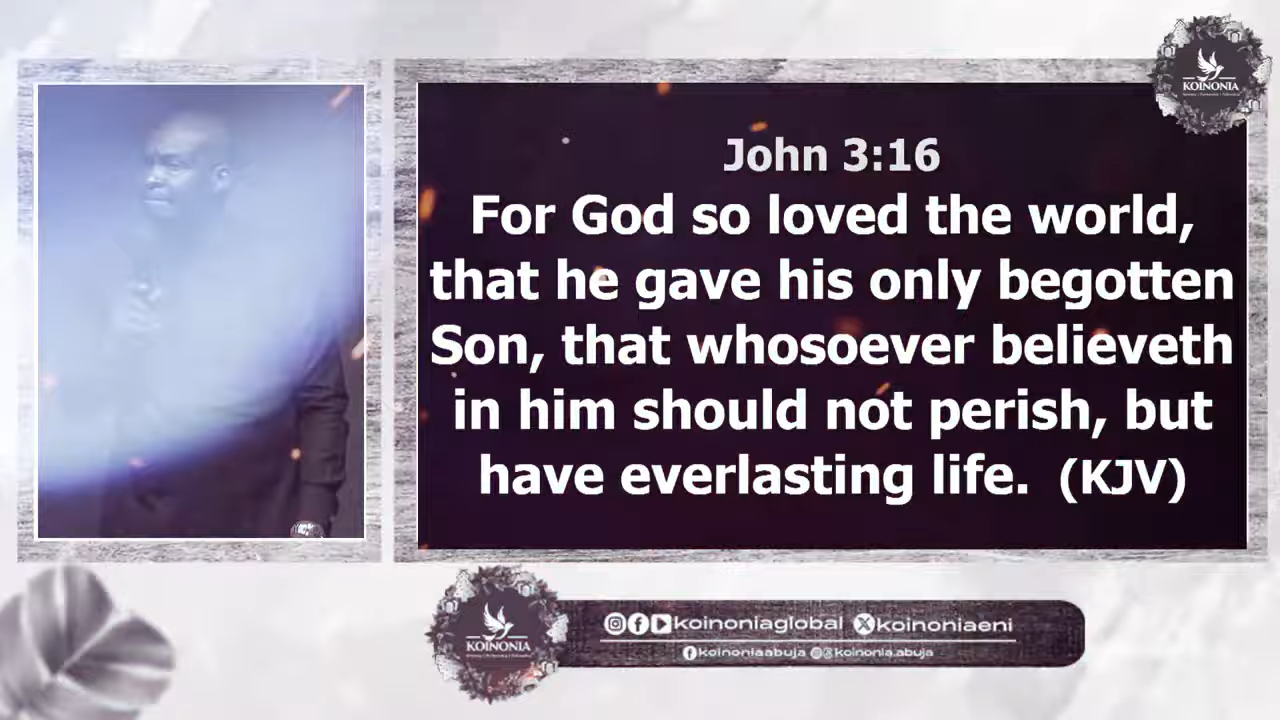 KOINONIA
John 3:16
For God so loved the world,
that he gave his only begotten
Son, that whosoever believeth
in him should not perish, but
have everlasting life. (KJV)
KOINONIA
koinoniaglobal koinoniaeni
koinoniaabuja @koinonia.abuja